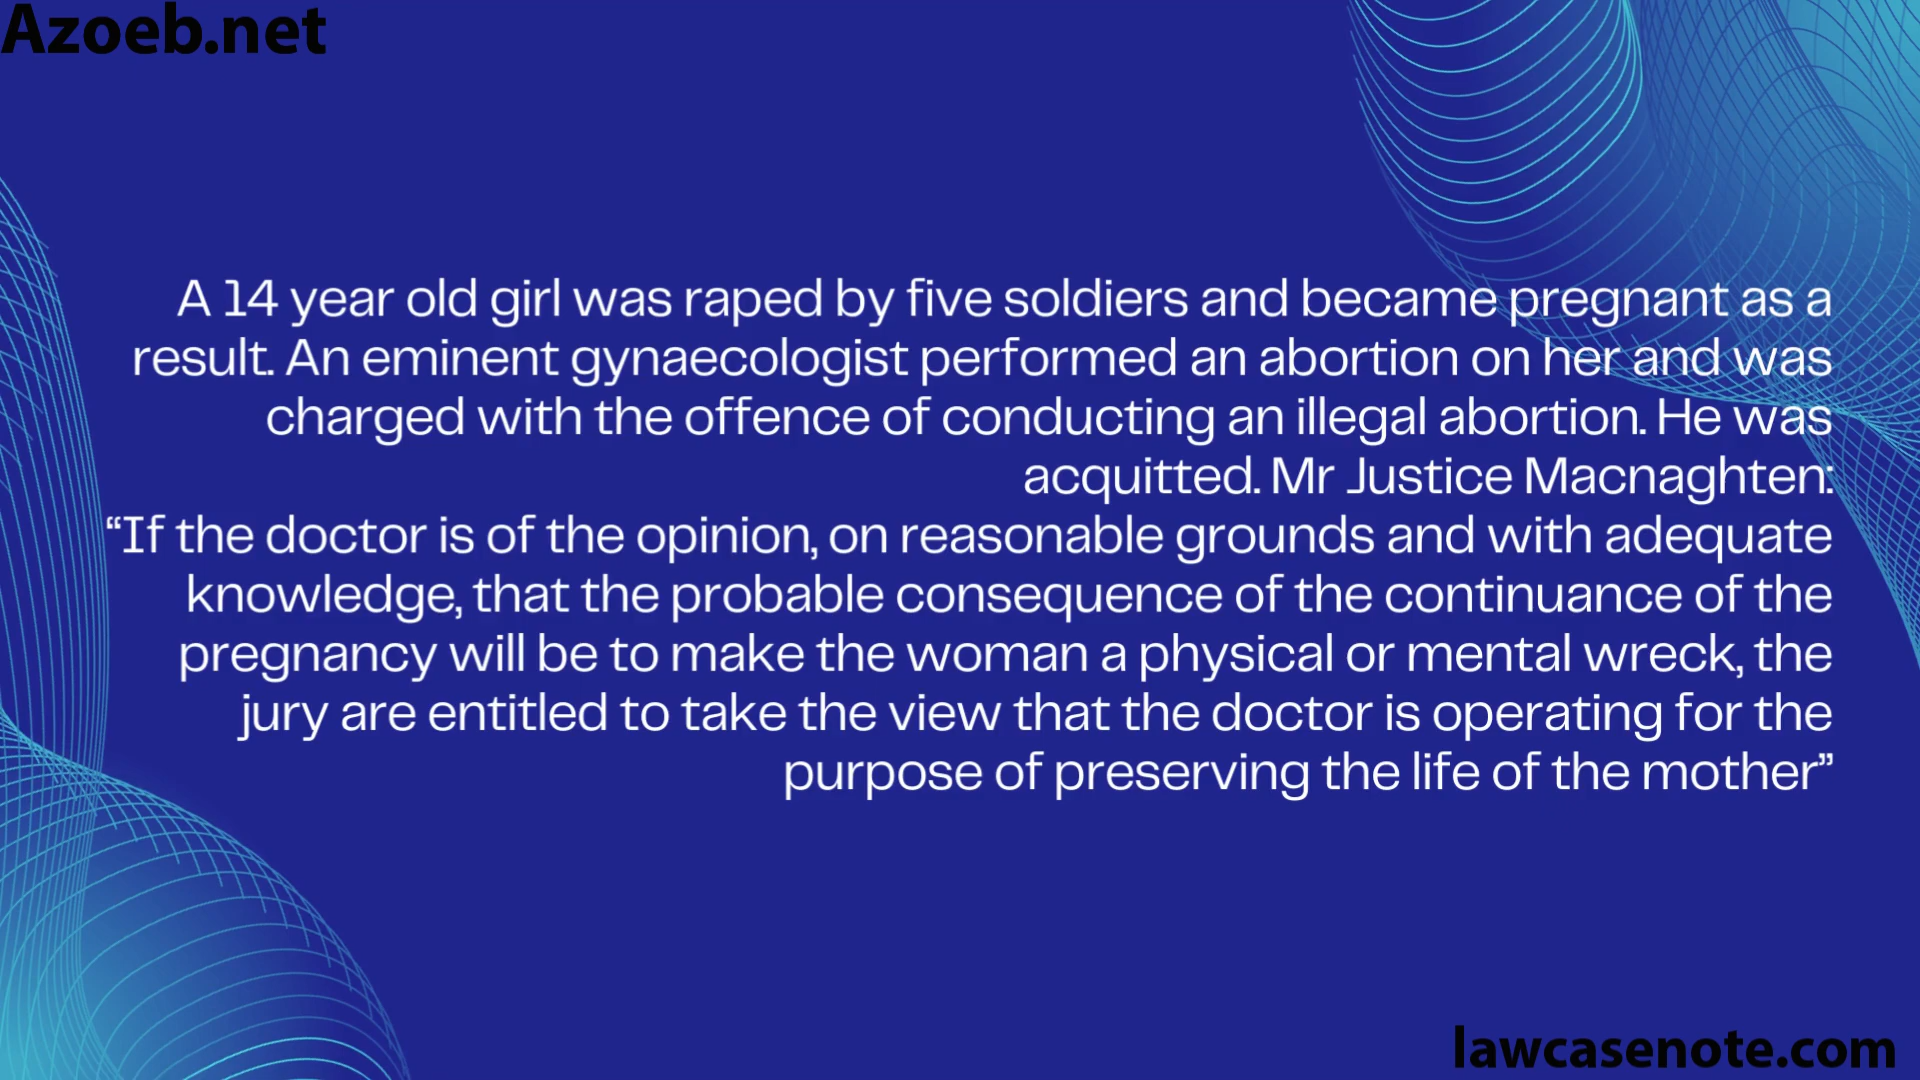 Azoeb.net
A 14 year old girl was raped by five soldiers and became pregnant as a
result. An eminent gynaecologist performed an abortion on her and was
charged with the offence of conducting an illegal abortion. He was
acquitted. Mr Justice Macnaghten:
“If the doctor is of the opinion, on reasonable grounds and with adequate
knowledge, that the probable consequence of the continuance of the
pregnancy will be to make the woman a physical or mental wreck, the
jury are entitled to take the view that the doctor is operating for the
purpose of preserving the life of the mother”
lawcasenote.com